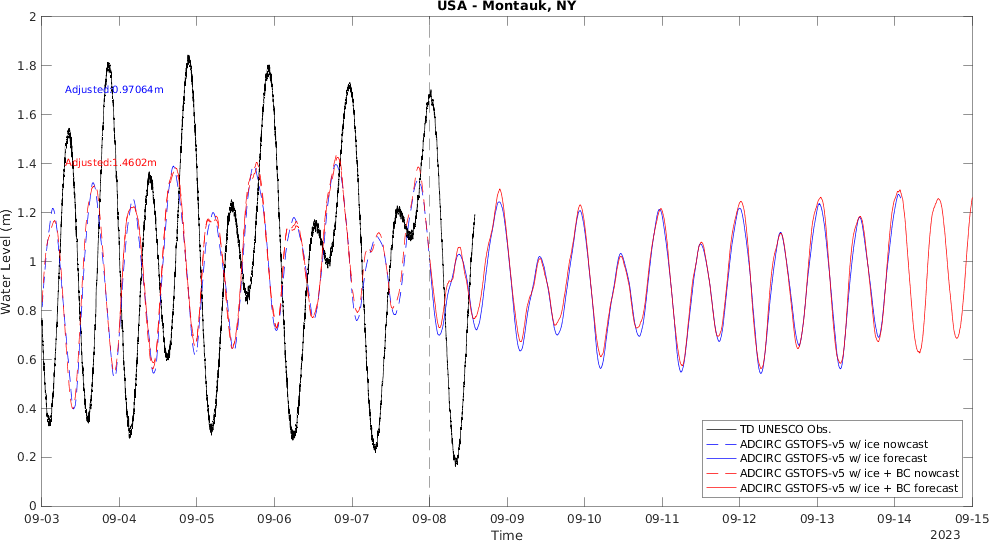 USA - Montauk, NY
2
1.8
1.6
1.4
1.2
1
0.8
0.6
0.4
0.2
0
Water Level (m)
Adjusted:0.97064m
Adjusted:1.4602m
TD UNESCO Obs.
ADCIRC GSTOFS-v5 w/ ice nowcast
ADCIRC GSTOFS-v5 w/ ice forecast
ADCIRC GSTOFS-v5 w/ ice + BC nowcast
ADCIRC GSTOFS-v5 w/ ice + BC forecast
09-03 09-04 09-05 09-06 09-07 09-08 09-09 09-10 09-11 09-12 09-13 09-14 09-15
Time
2023